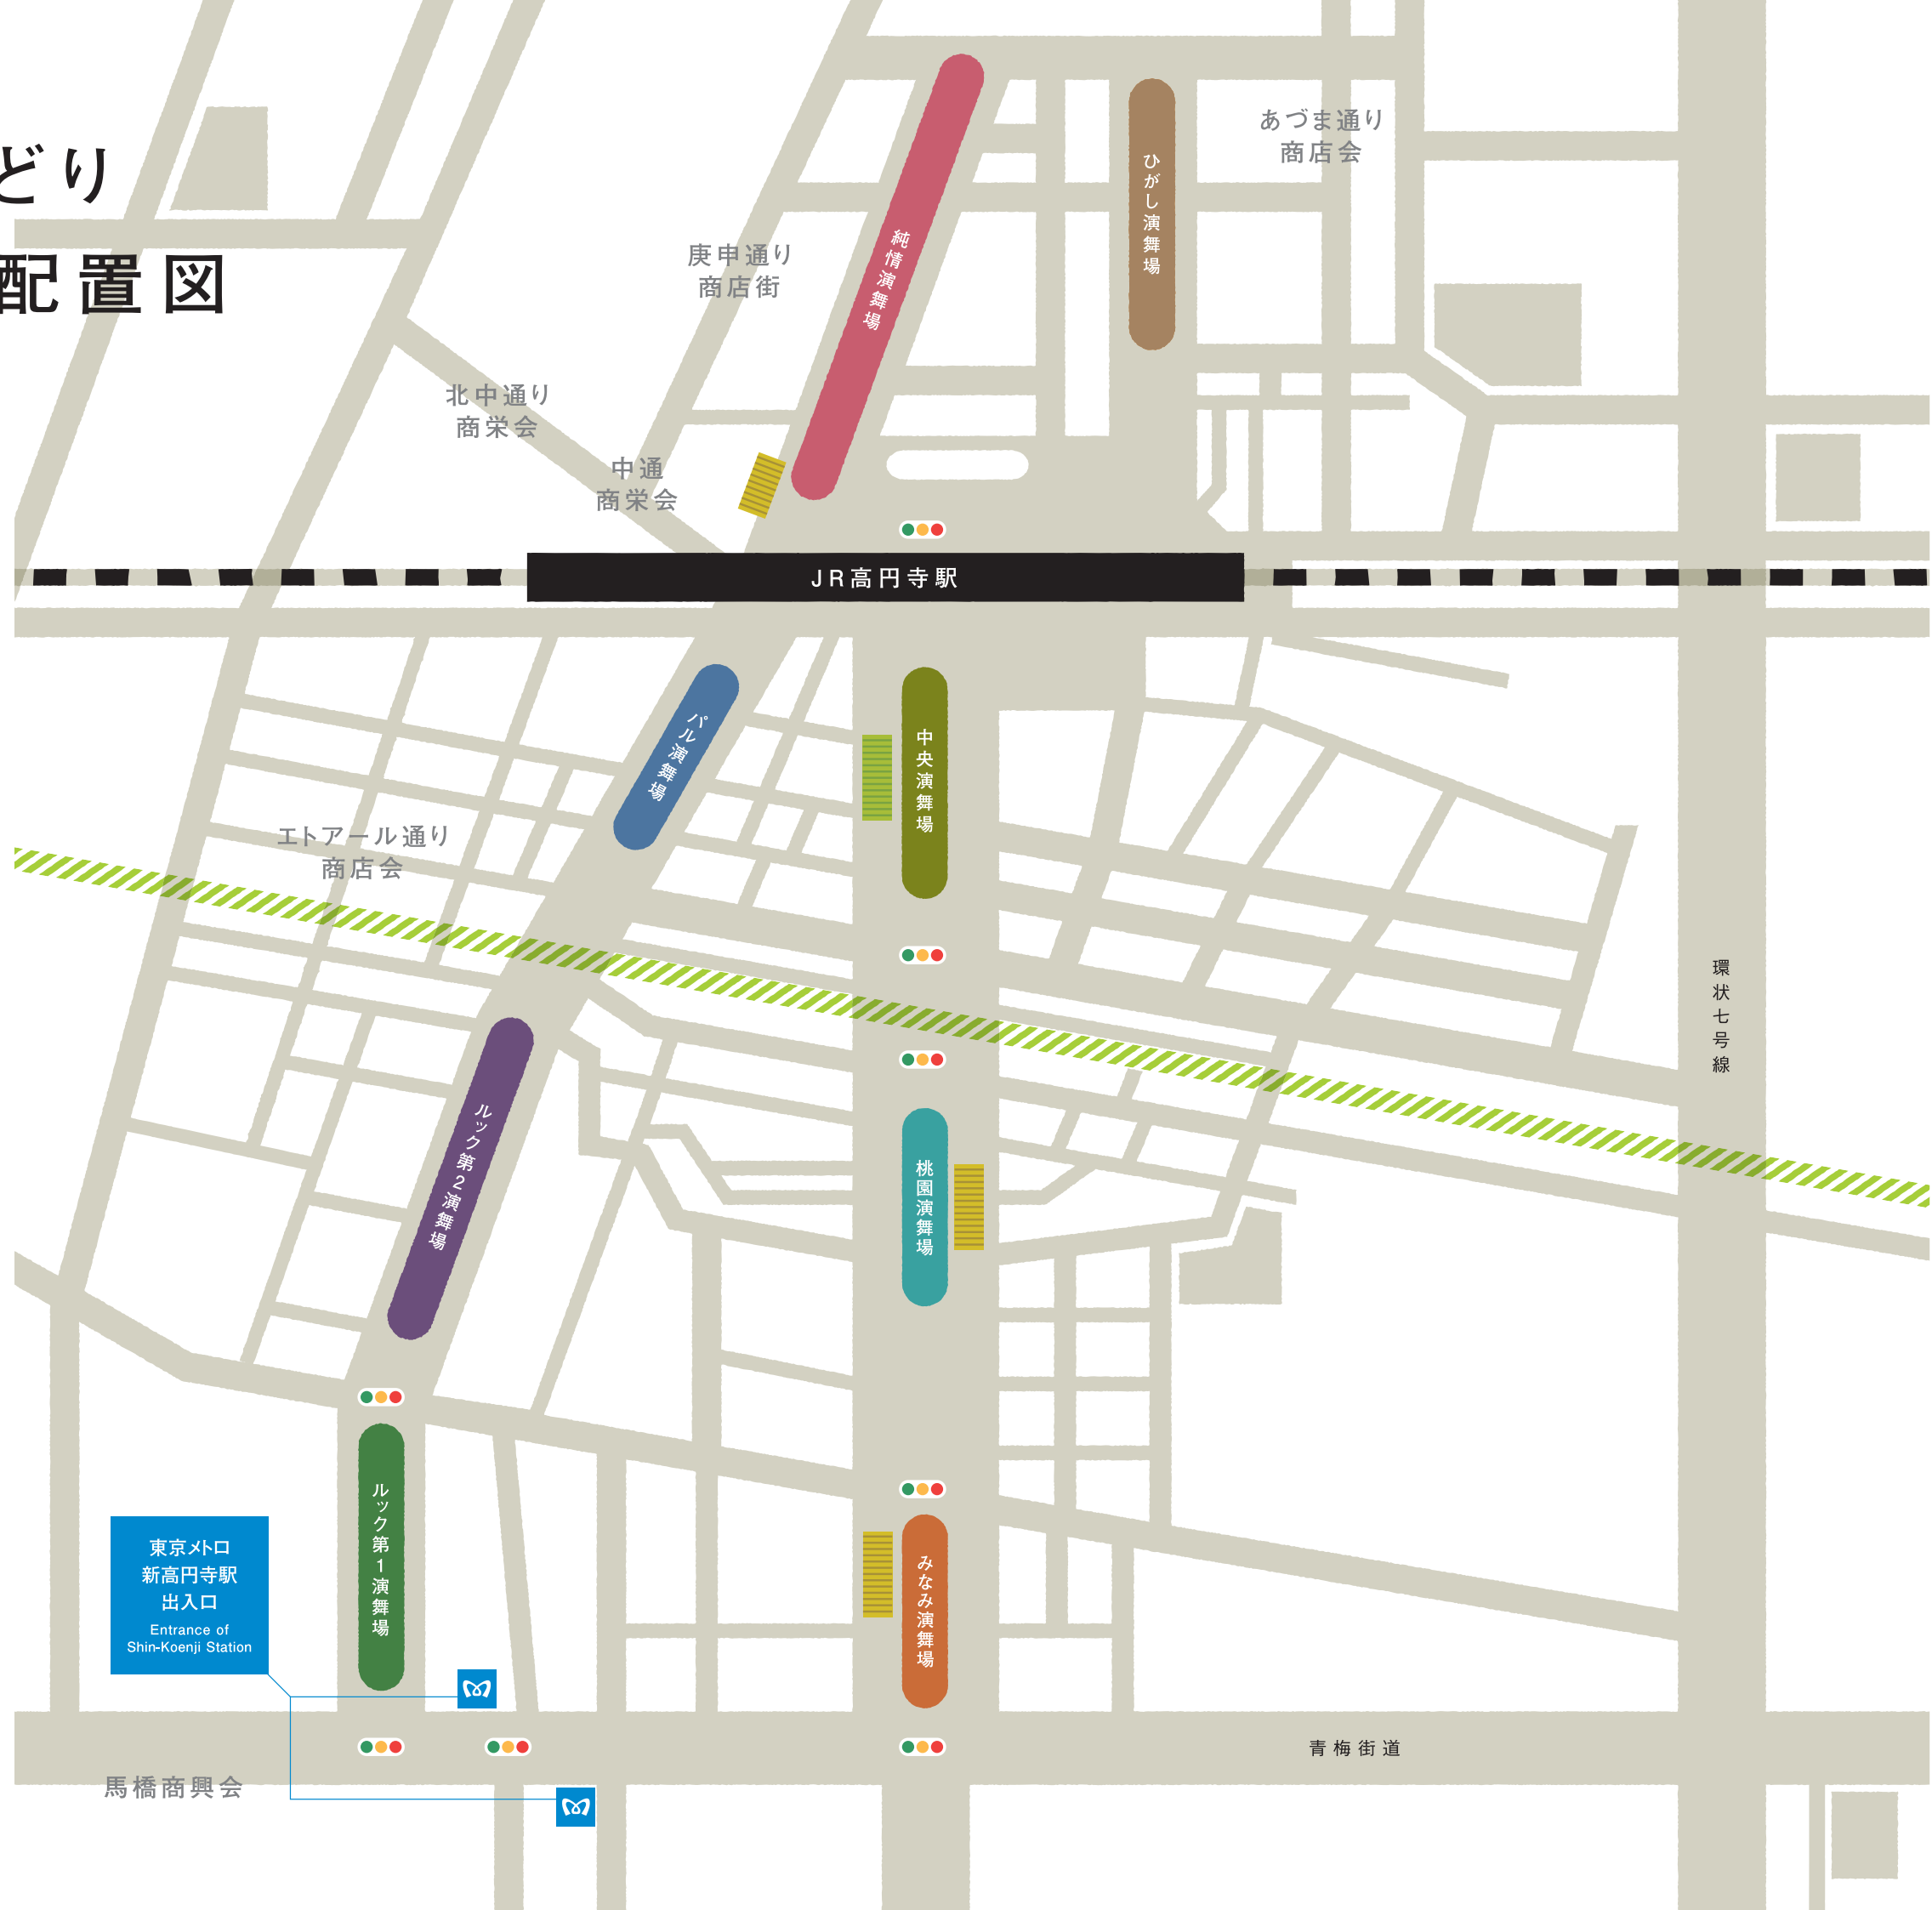 どり
配置図
あづま通り
商店会
ひがし演舞場
純情演舞場
庚申通り
商店街
北中通り
商栄会
中通
商栄会
JR高円寺駅
パル演舞場
中央演舞場
エトアール通り
商店会
環状七号線
ルック第2演舞場
桃園演舞場
ルック第1演舞場
みなみ演舞場
東京メトロ
新高円寺駅
出入口
Entrance of
Shin-Koenji Station
青梅街道
馬橋商興会